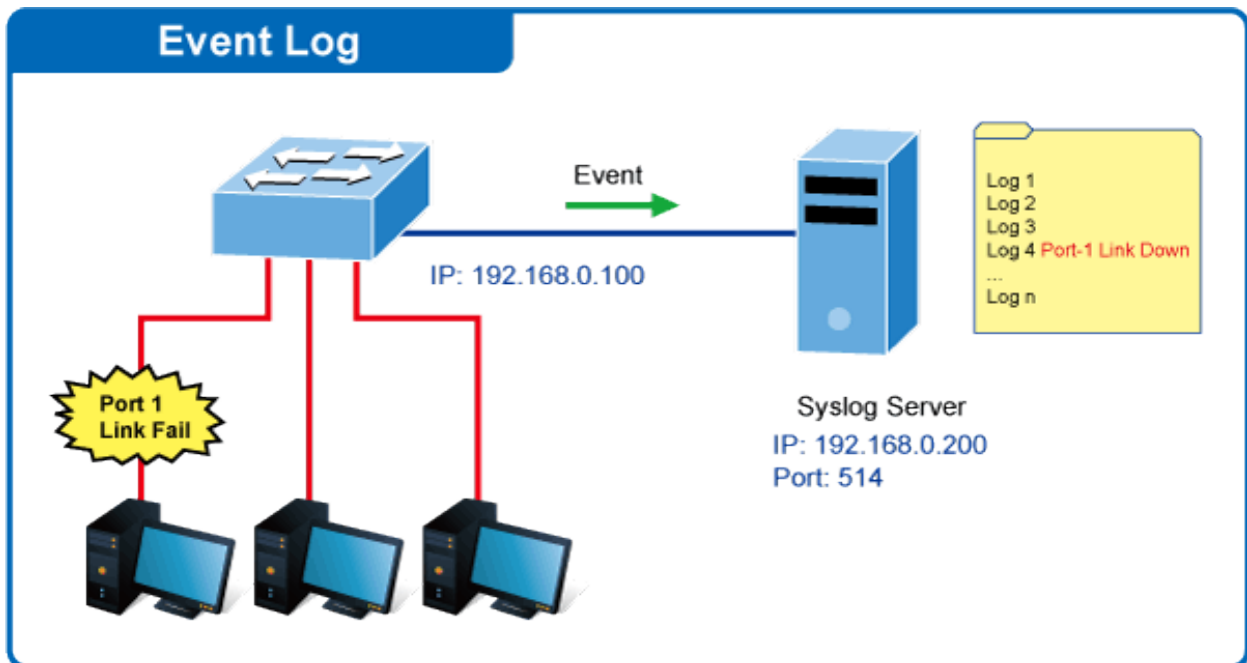 Event Log
Event
IP: 192.168.0.100
Log 1
Log 2
Log 3
Log 4 Port-1 Link Down
...
Log n
Port 1
Link Fail
Syslog Server
IP: 192.168.0.200
Port: 514